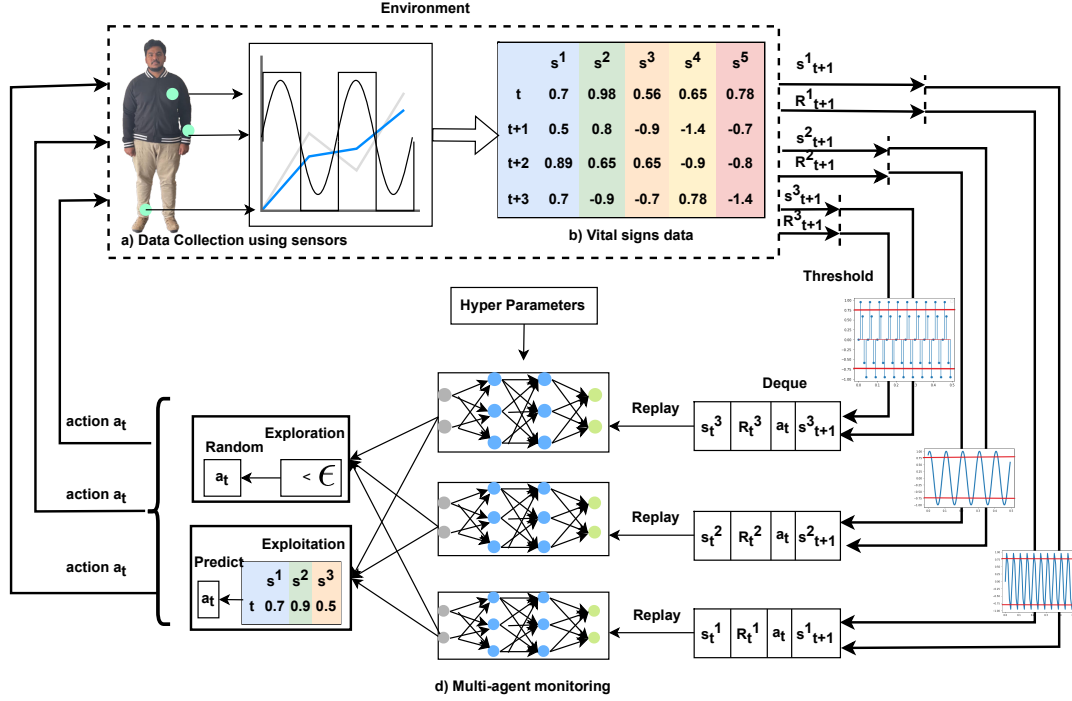 Environment
a) Data Collection using sensors
s1 s2 s3 s4 s5
t 0.7 0.98 0.56 0.65 0.78
t+1 0.5 0.8 -0.9 -1.4 -0.7
t+2 0.89 0.65 0.65 -0.9 -0.8
t+3 0.7 -0.9 -0.7 0.78 -1.4
b) Vital signs data
s1t+1
R1t+1
s2t+1
R2t+1
s3t+1
R3t+1
Threshold
Hyper Parameters
Deque
Replay
st3 Rt3 at s3t+1
Replay
st2 Rt2 at s2t+1
Replay
st1 Rt1 at s1t+1
action at
action at
action at
Exploration
Random
at < ϵ
Exploitation
Predict
s1 s2 s3
at t 0.7 0.9 0.5
d) Multi-agent monitoring